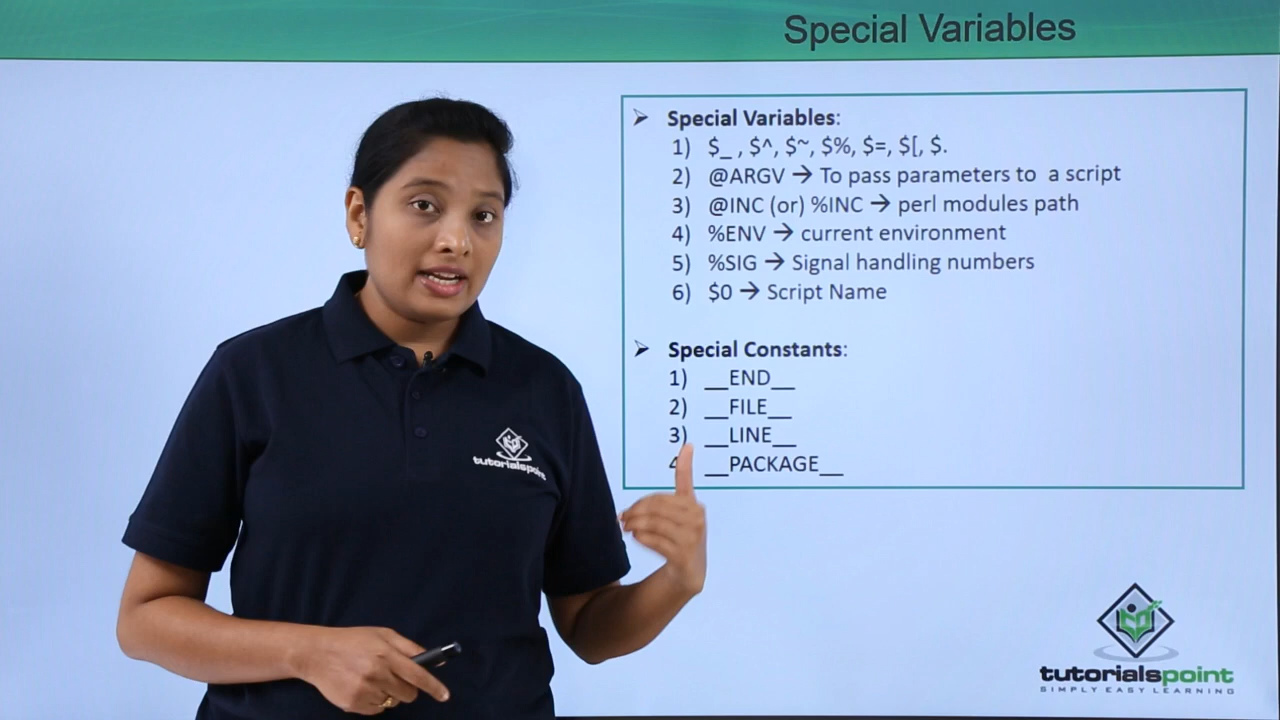 Special Variables
➢ Special Variables:
1) $_ , $^, $~, $%, $=, $[, $.
2) @ARGV → To pass parameters to a script
3) @INC (or) %INC → perl modules path
4) %ENV → current environment
5) %SIG → Signal handling numbers
6) $0 → Script Name
➢ Special Constants:
1) __END__
2) __FILE__
3) __LINE__
4) __PACKAGE__
tutorialspoint
tutorialspoint
SIMPLY EASY LEARNING